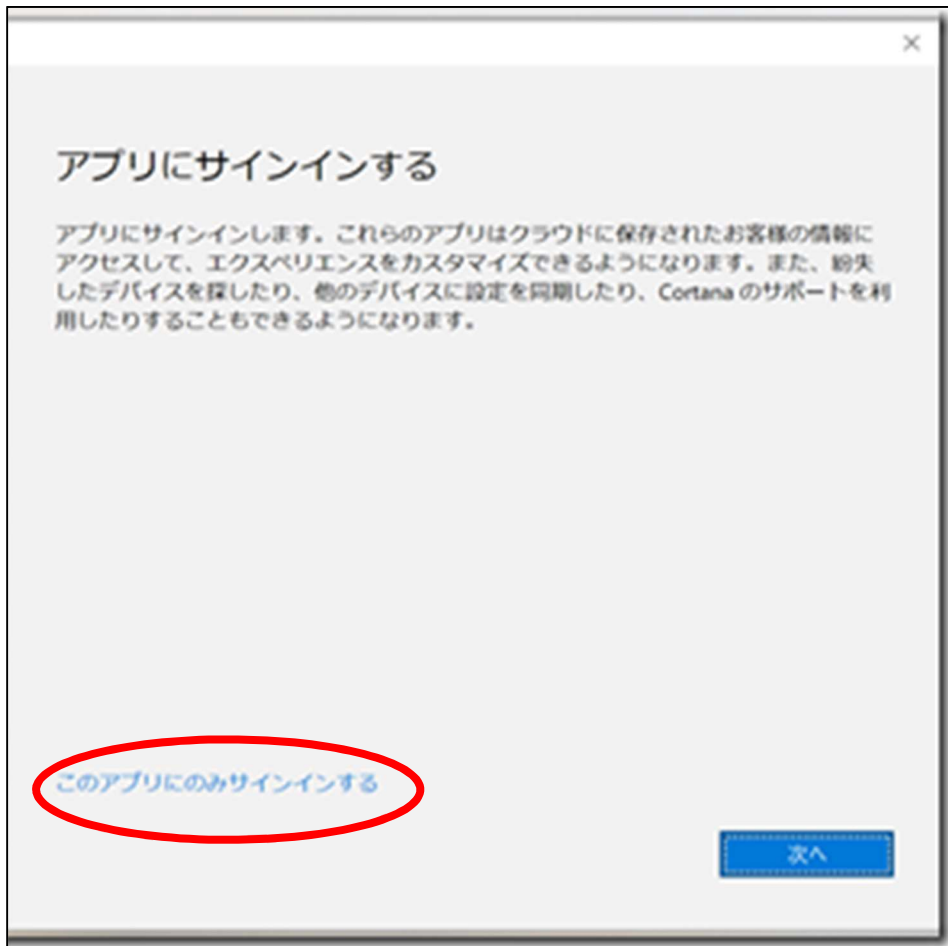 アプリにサインインする
アプリにサインインします。これらのアプリはクラウドに保存されたお客様の情報に
アクセスして、エクスペリエンスをカスタマイズできるようになります。また、紛失
したデバイスを探したり、他のデバイスに設定を同期したり、Cortana のサポートを利
用したりすることもできるようになります。
このアプリにのみサインインする
次へ